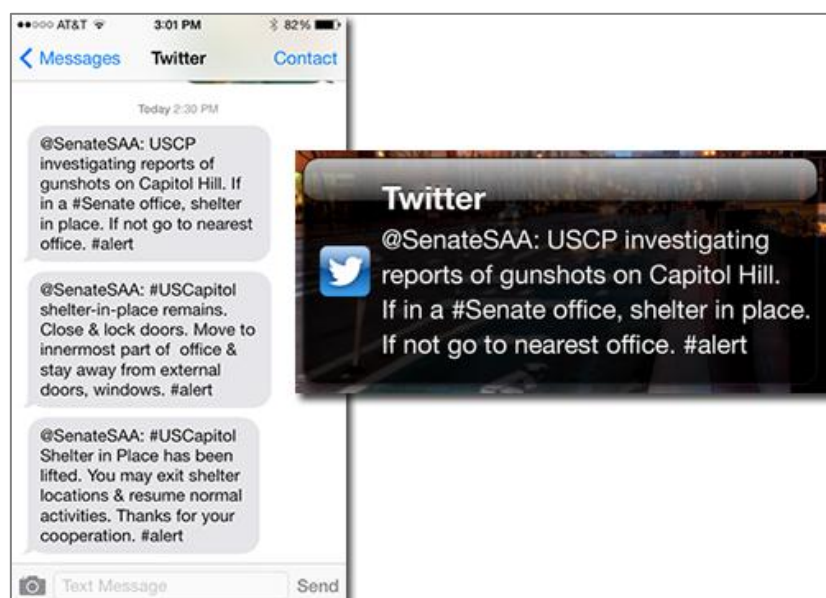 AT&T 3:01 PM 82%
Messages Twitter Contact
Today 2:30 PM
@SenateSAA: USCP
investigating reports of
gunshots on Capitol Hill. If
in a #Senate office, shelter
in place. If not go to nearest
office. #alert
@SenateSAA: #USCapitol
shelter-in-place remains.
Close & lock doors. Move to
innermost part of office &
stay away from external
doors, windows. #alert
@SenateSAA: #USCapitol
Shelter in Place has been
lifted. You may exit shelter
locations & resume normal
activities. Thanks for your
cooperation. #alert
Text Message Send
Twitter
@SenateSAA: USCP investigating
reports of gunshots on Capitol Hill.
If in a #Senate office, shelter in place.
If not go to nearest office. #alert